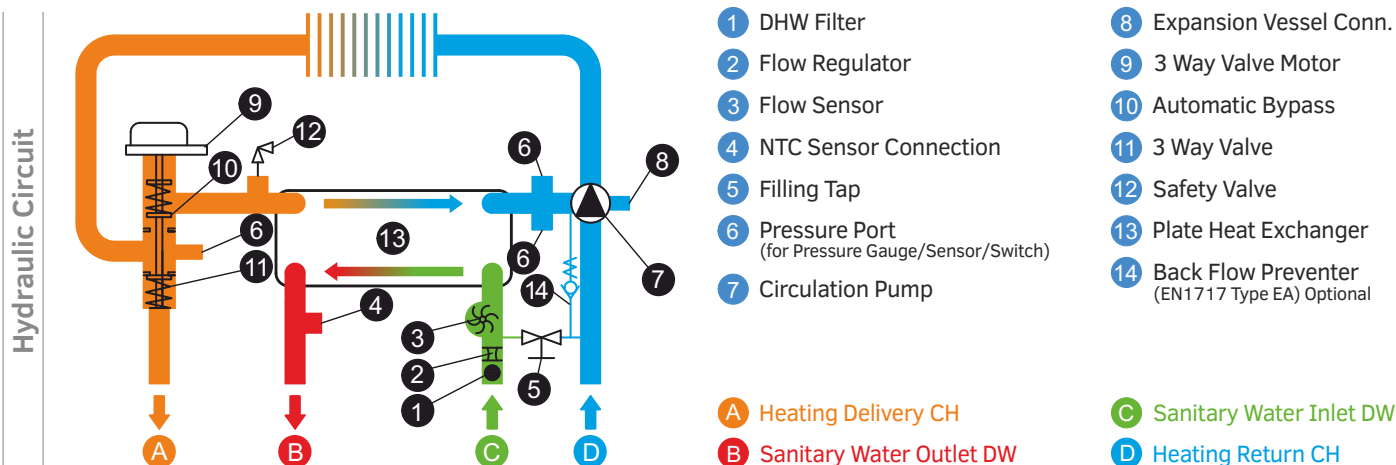 Hydraulic Circuit
9
12
10
6
8
6
13
6
11
7
14
4
3
2
5
1
A
B
C
D
1 DHW Filter
2 Flow Regulator
3 Flow Sensor
4 NTC Sensor Connection
5 Filling Tap
6 Pressure Port
(for Pressure Gauge/Sensor/Switch)
7 Circulation Pump
8 Expansion Vessel Conn.
9 3 Way Valve Motor
10 Automatic Bypass
11 3 Way Valve
12 Safety Valve
13 Plate Heat Exchanger
14 Back Flow Preventer
(EN1717 Type EA) Optional
A Heating Delivery CH
B Sanitary Water Outlet DW
C Sanitary Water Inlet DW
D Heating Return CH